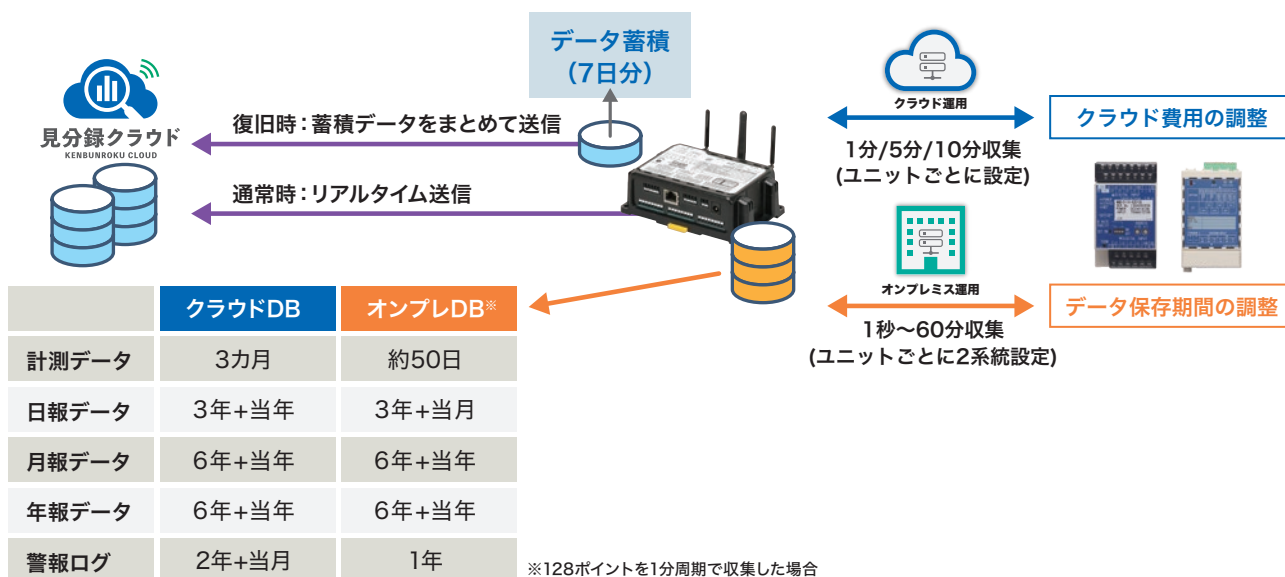 データ蓄積
(7日分)
見分録クラウド
KENBUNROKU CLOUD
復旧時:蓄積データをまとめて送信
通常時:リアルタイム送信
クラウド運用
1分/5分/10分収集
(ユニットごとに設定)
クラウド費用の調整
オンプレミス運用
1秒〜60分収集
(ユニットごとに2系統設定)
データ保存期間の調整
クラウドDB オンプレDB※
計測データ 3カ月 約50日
日報データ 3年+当年 3年+当月
月報データ 6年+当年 6年+当年
年報データ 6年+当年 6年+当年
警報ログ 2年+当月 1年
※128ポイントを1分周期で収集した場合